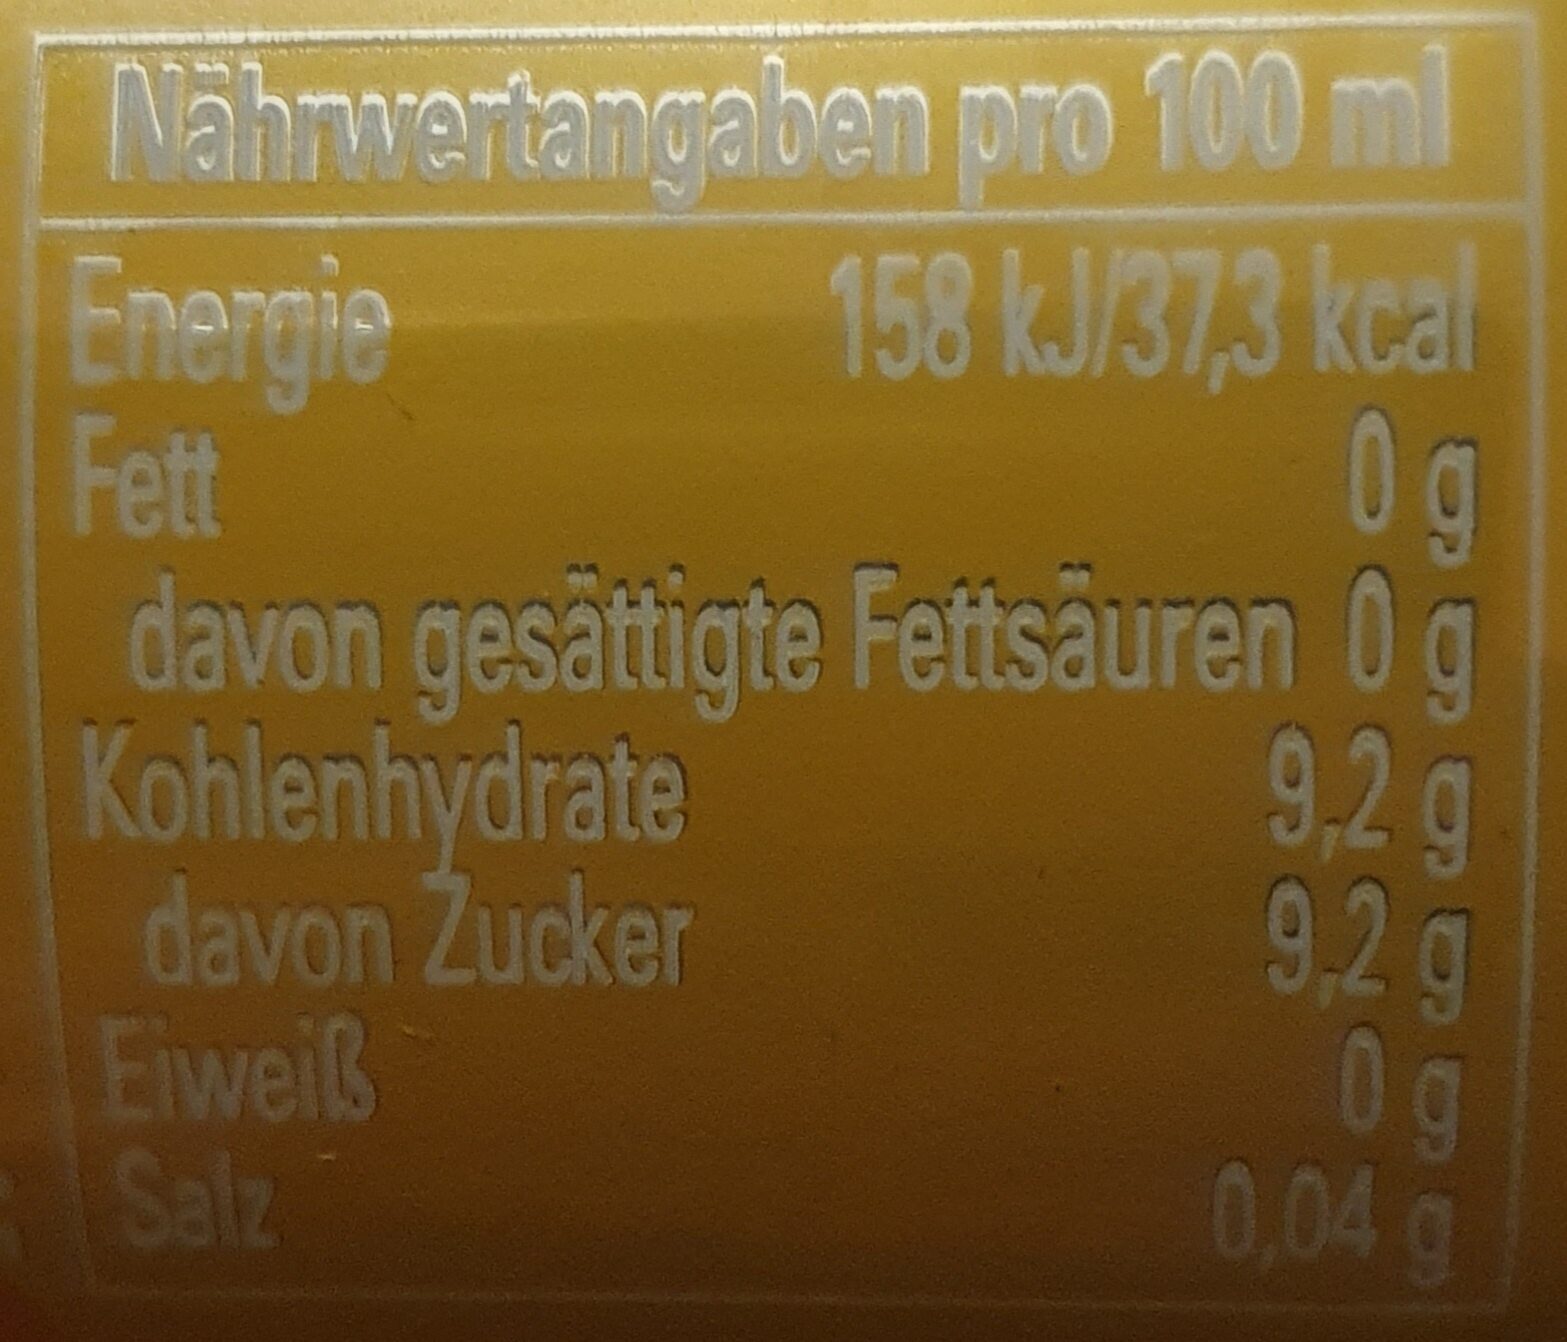 Nährwertangaben pro 100 ml
Energie 158 kJ/37,3 kcal
Fett 0 g
davon gesättigte Fettsäuren 0 g
Kohlenhydrate 9,2 g
davon Zucker 9,2 g
Eiweiß 0 g
Salz 0,04 g